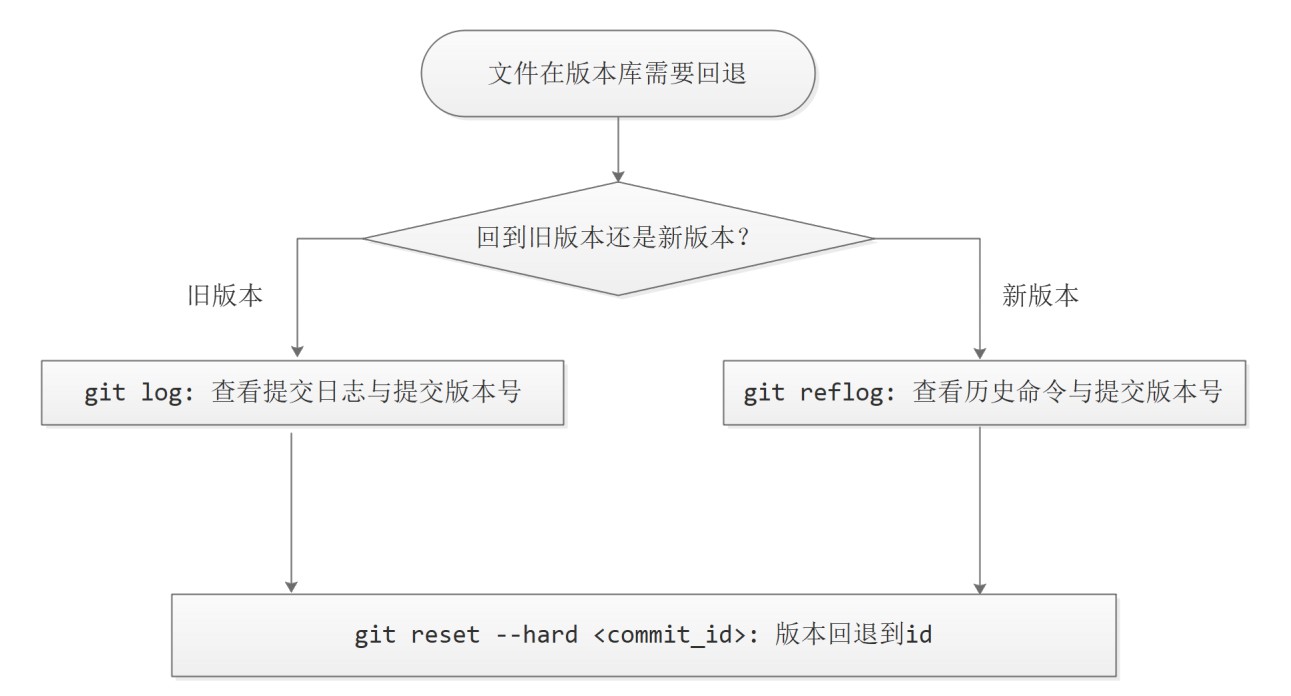 文件在版本库需要回退
回到旧版本还是新版本?
旧版本
新版本
git log: 查看提交日志与提交版本号
git reflog: 查看历史命令与提交版本号
git reset --hard <commit_id>: 版本回退到id